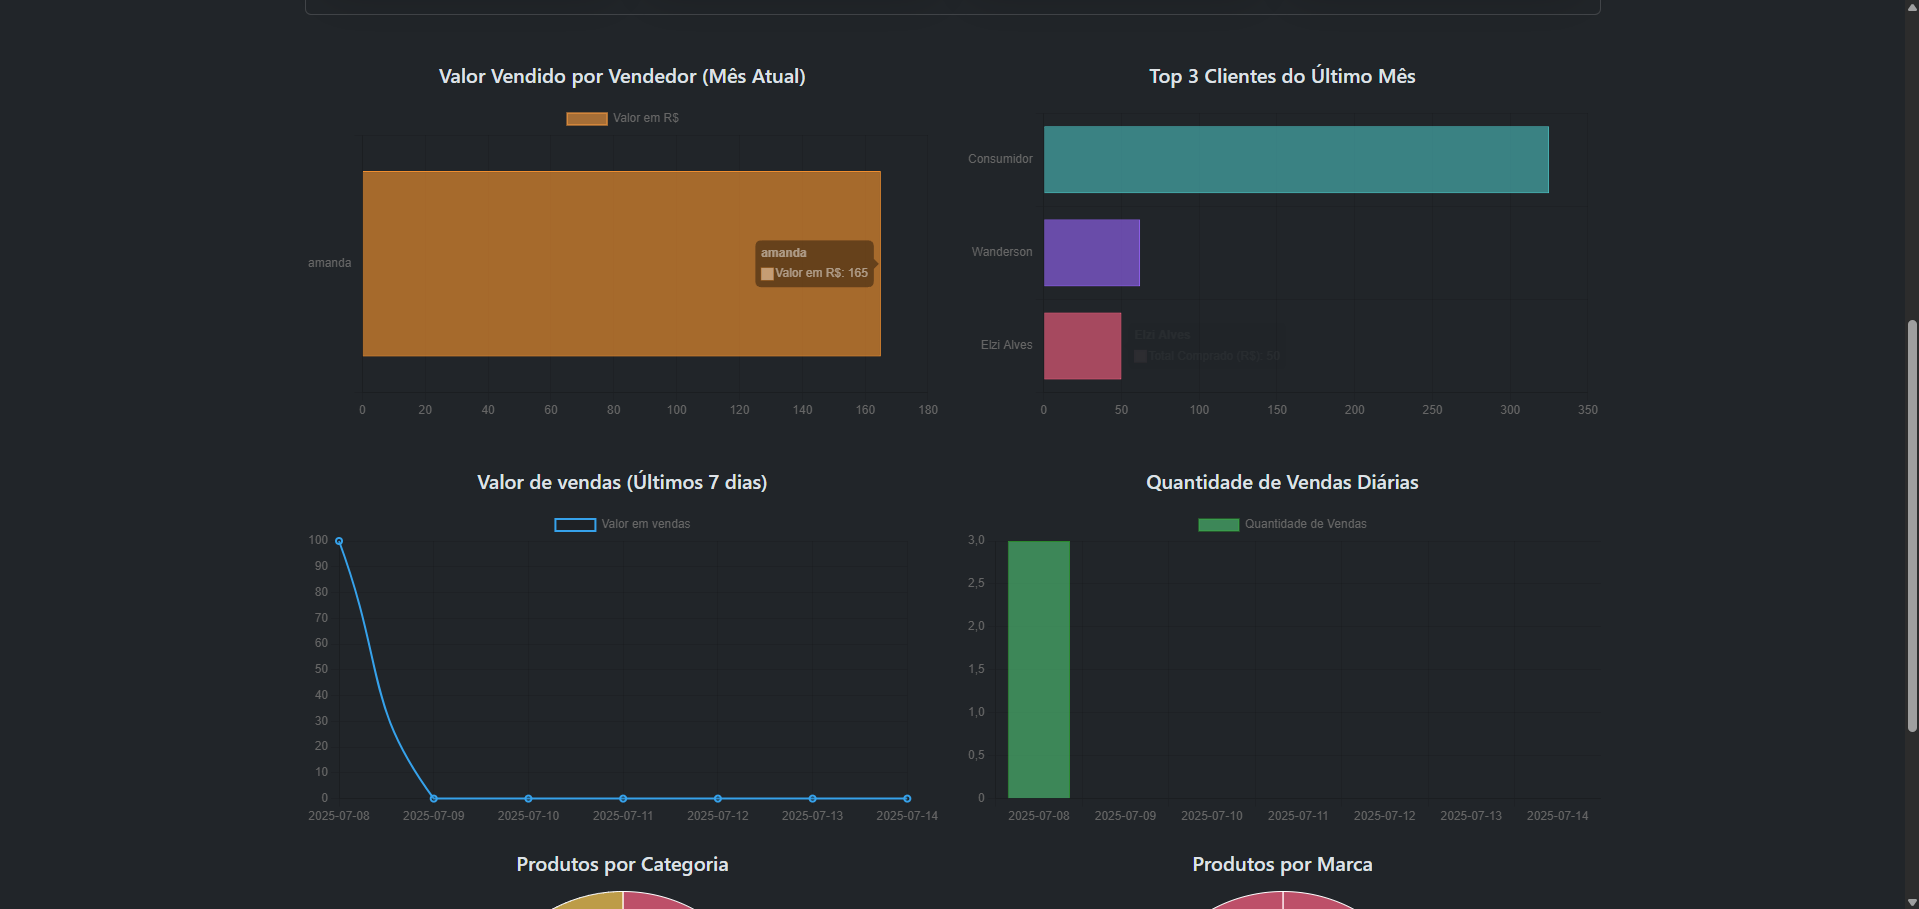 Valor Vendido por Vendedor (Mês Atual)
Valor em R$
amanda
amanda
Valor em R$: 165
0 20 40 60 80 100 120 140 160 180
Top 3 Clientes do Último Mês
Consumidor
Wanderson
Elzi Alves
Elzi Alves
Total Comprado (R$): 50
0 50 100 150 200 250 300 350
Valor de vendas (Últimos 7 dias)
Valor em vendas
100
90
80
70
60
50
40
30
20
10
0
2025-07-08 2025-07-09 2025-07-10 2025-07-11 2025-07-12 2025-07-13 2025-07-14
Quantidade de Vendas Diárias
Quantidade de Vendas
3,0
2,5
2,0
1,5
1,0
0,5
0
2025-07-08 2025-07-09 2025-07-10 2025-07-11 2025-07-12 2025-07-13 2025-07-14
Produtos por Categoria
Produtos por Marca